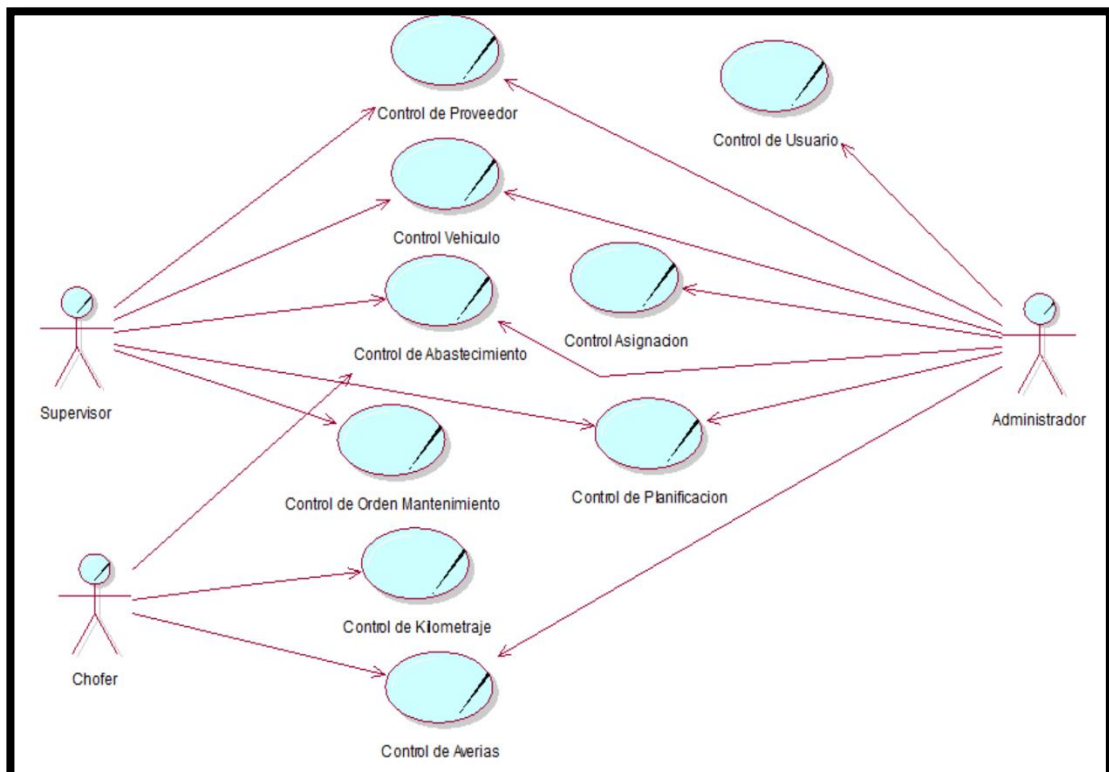 Control de Proveedor
Control de Usuario
Control Vehiculo
Control Asignacion
Control de Abastecimiento
Supervisor
Administrador
Control de Orden Mantenimiento
Control de Planificacion
Control de Kilometraje
Chofer
Control de Averias